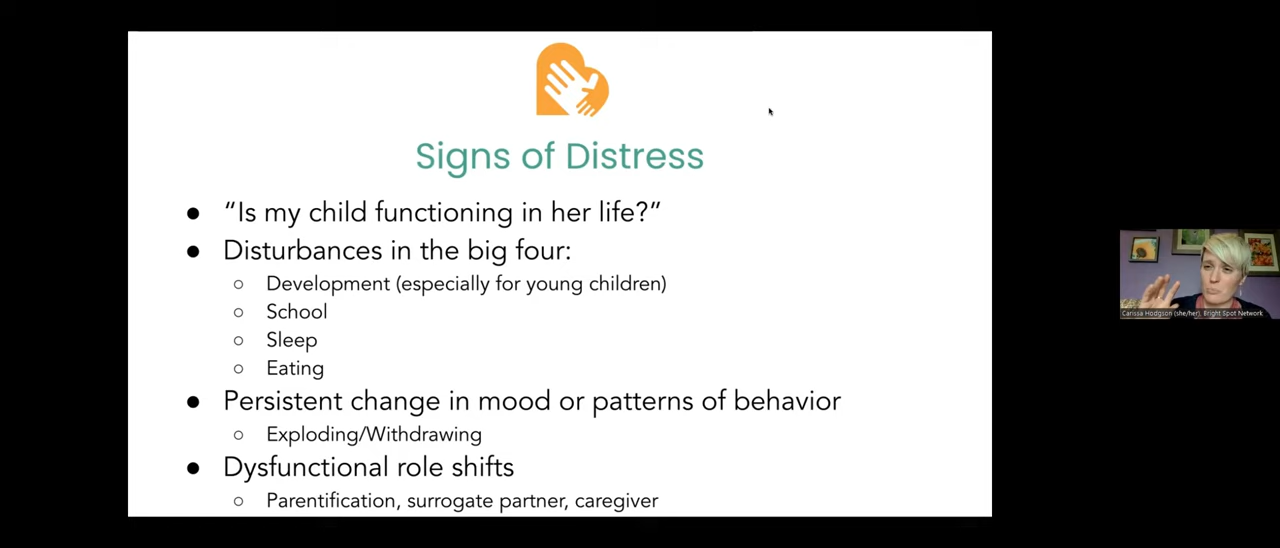 Signs of Distress
● “Is my child functioning in her life?”
● Disturbances in the big four:
○ Development (especially for young children)
○ School
○ Sleep
○ Eating
● Persistent change in mood or patterns of behavior
○ Exploding/Withdrawing
● Dysfunctional role shifts
○ Parentification, surrogate partner, caregiver
Carissa Hodgson (she/her), Bright Spot Network